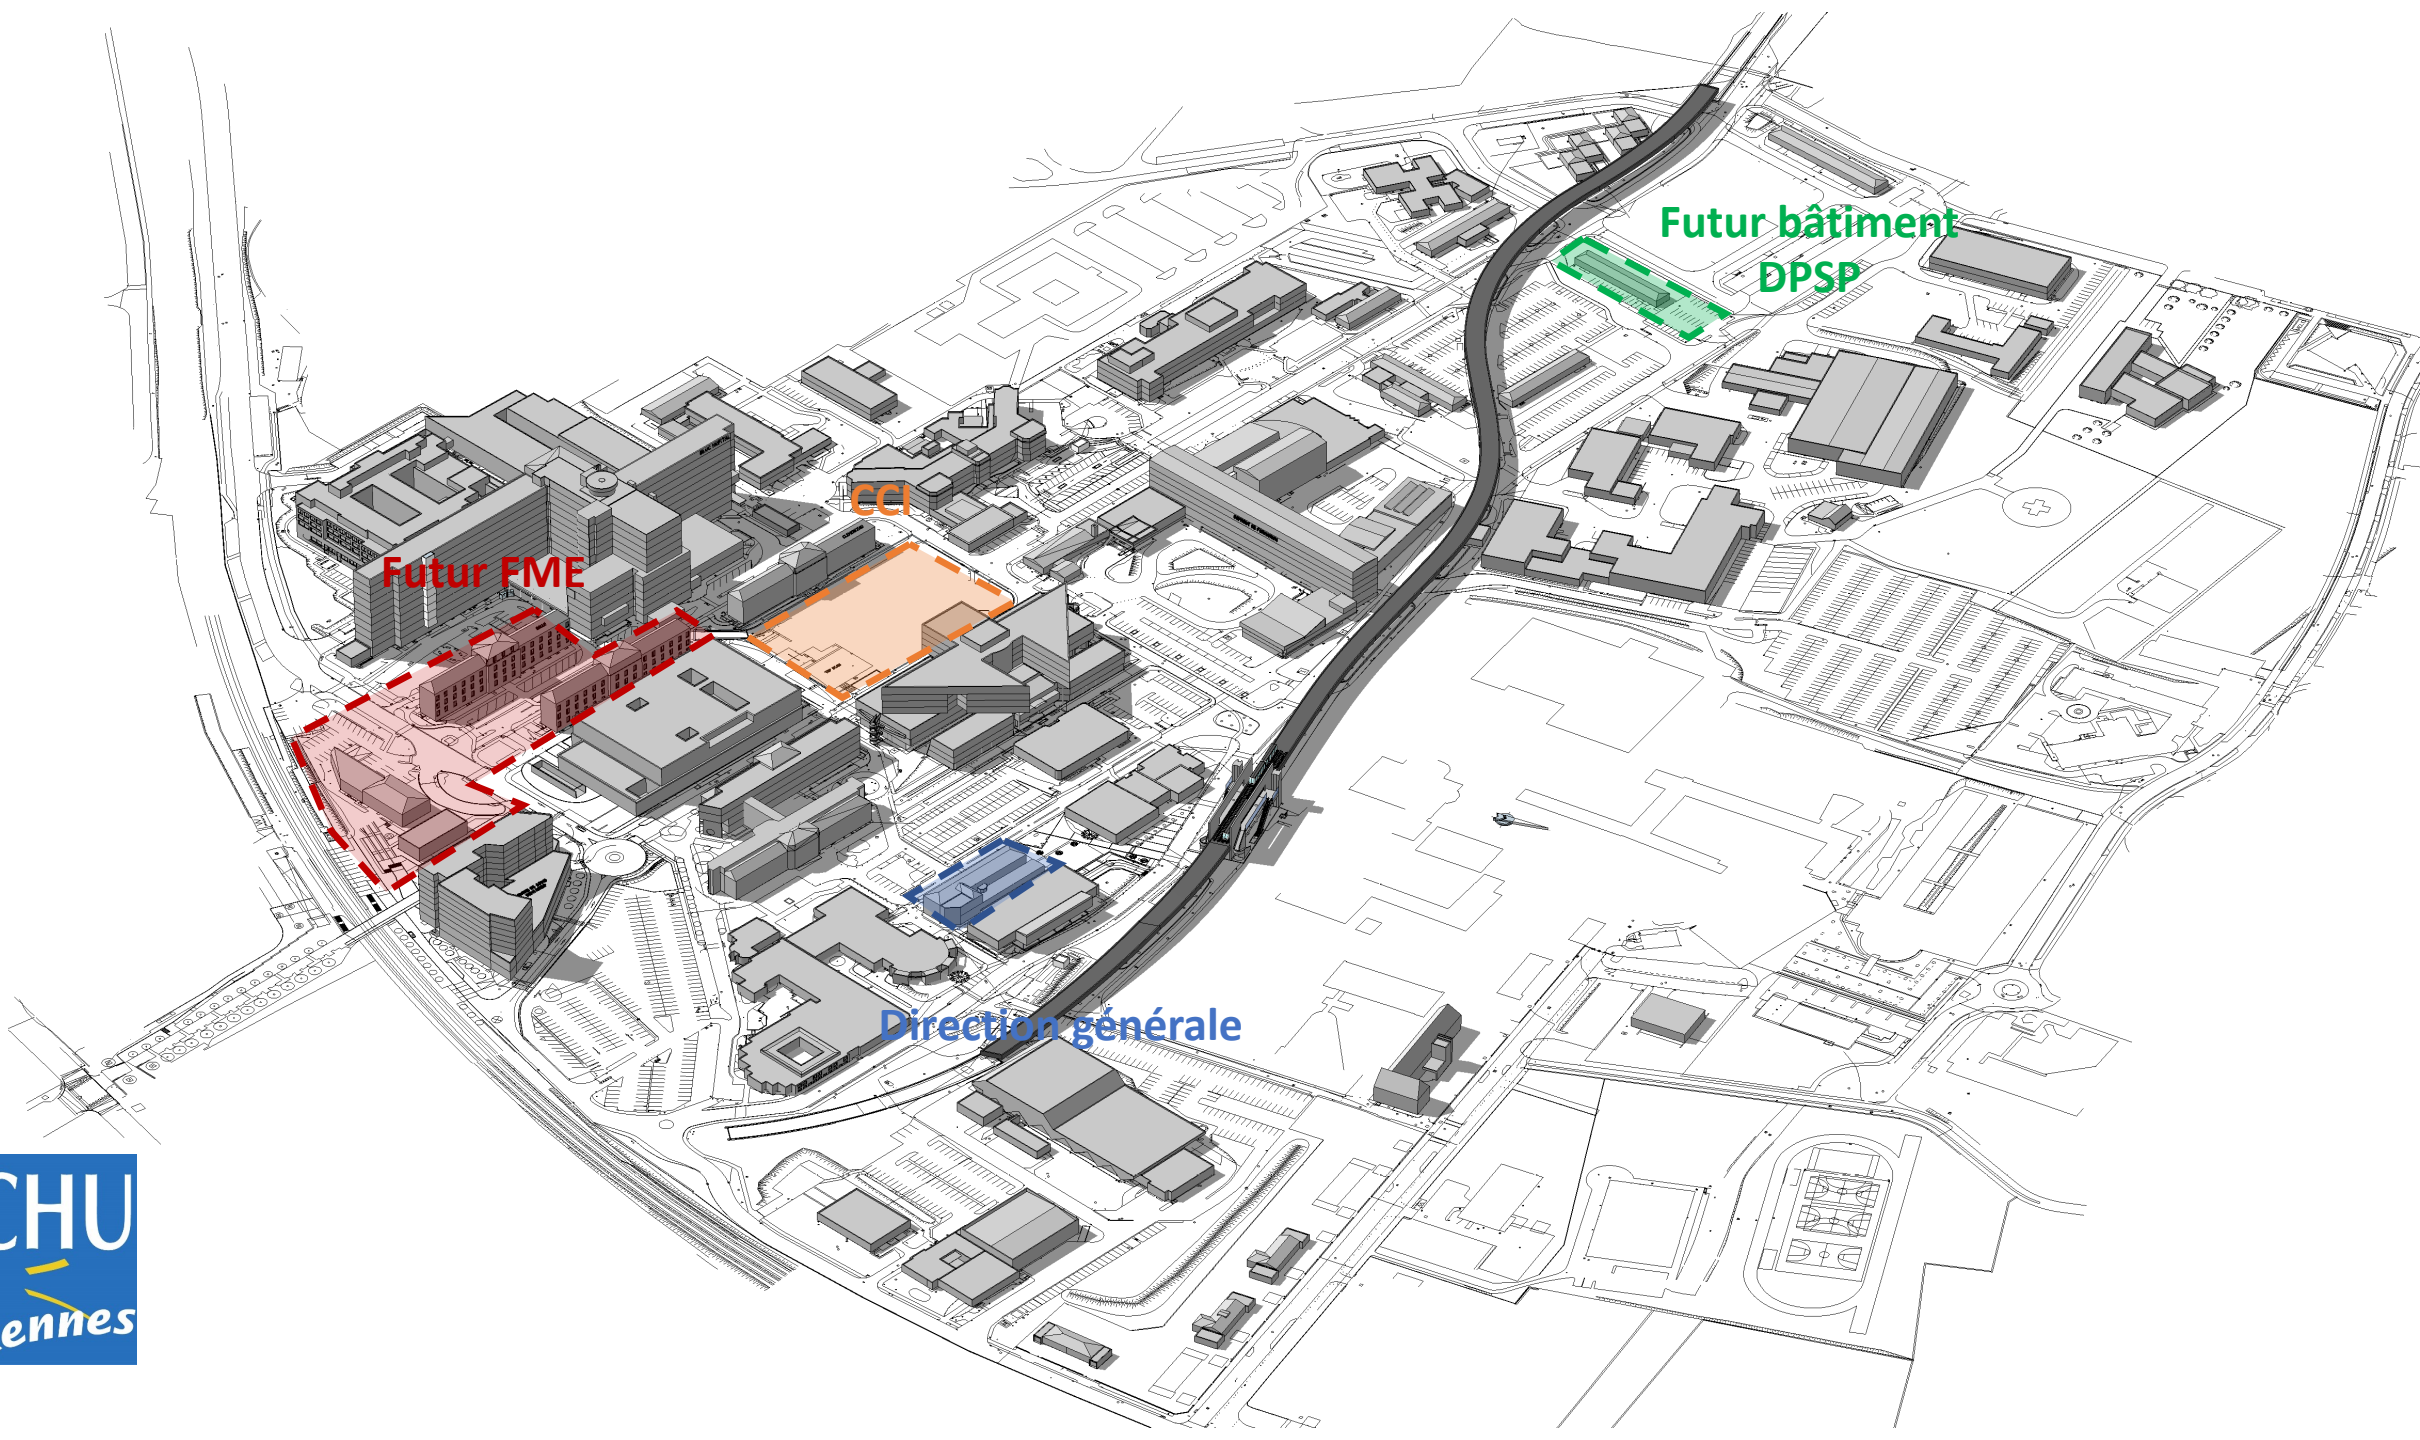 Futur bâtiment
DPSP
CCI
Futur FME
Direction générale
CHU
ennes